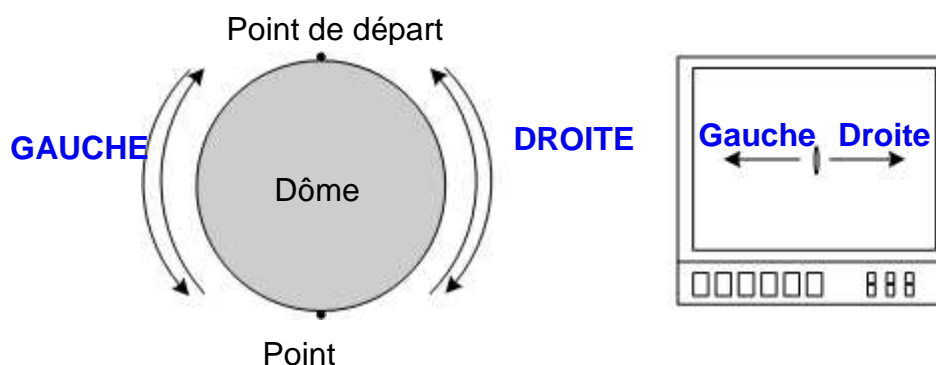 Point de départ
GAUCHE
DROITE
Dôme
Point
Gauche Droite